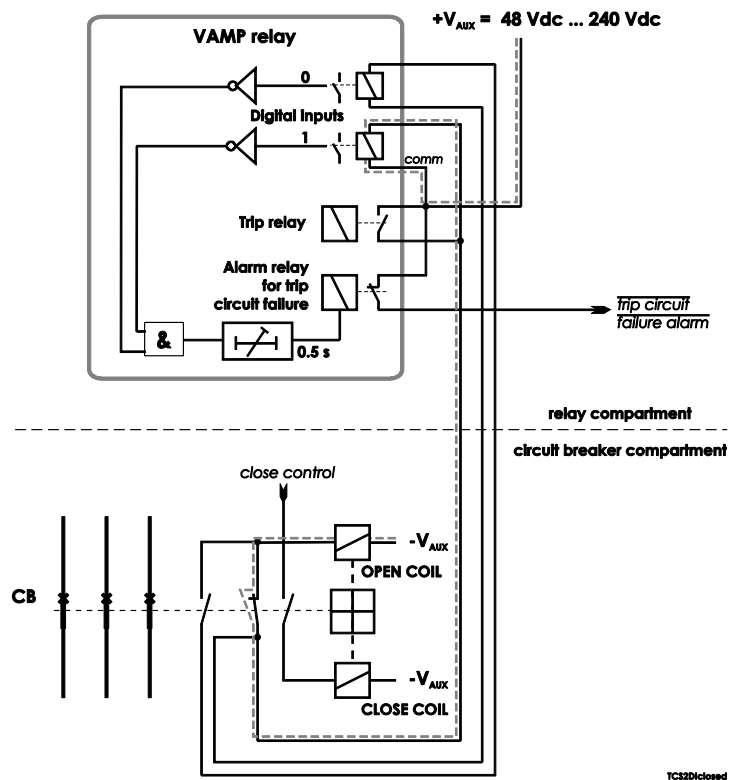 +VAUX = 48 Vdc ... 240 Vdc
VAMP relay
0
Digital inputs
1
comm
Trip relay
Alarm relay
for trip
circuit failure
&
0.5 s
trip circuit
failure alarm
relay compartment
circuit breaker compartment
close control
-VAUX
OPEN COIL
CB
-VAUX
CLOSE COIL
TCS2DIclosed